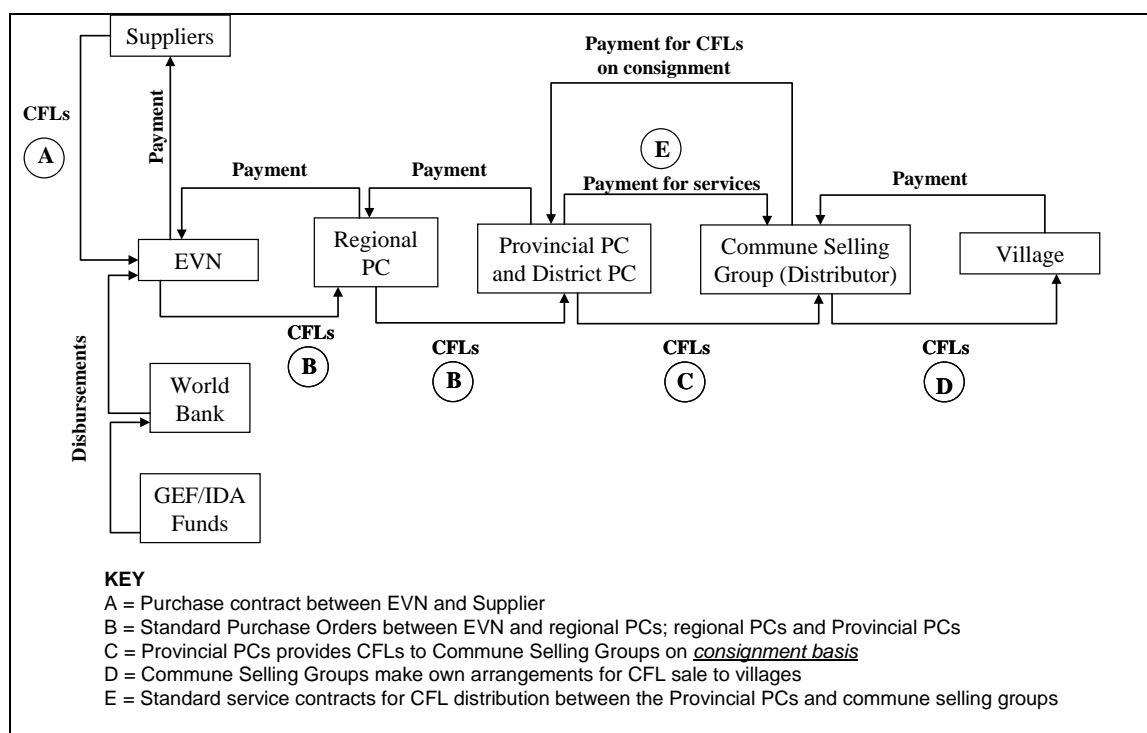 Suppliers
Payment for CFLs
on consignment
CFLs
A
Payment
E
Payment
Payment
Payment for services
Payment
EVN
Regional
PC
Provincial PC
and District PC
Commune Selling
Group (Distributor)
Village
CFLs
B
CFLs
B
CFLs
C
CFLs
D
Disbursements
World
Bank
GEF/IDA
Funds
KEY
A = Purchase contract between EVN and Supplier
B = Standard Purchase Orders between EVN and regional PCs; regional PCs and Provincial PCs
C = Provincial PCs provides CFLs to Commune Selling Groups on consignment basis
D = Commune Selling Groups make own arrangements for CFL sale to villages
E = Standard service contracts for CFL distribution between the Provincial PCs and commune selling groups